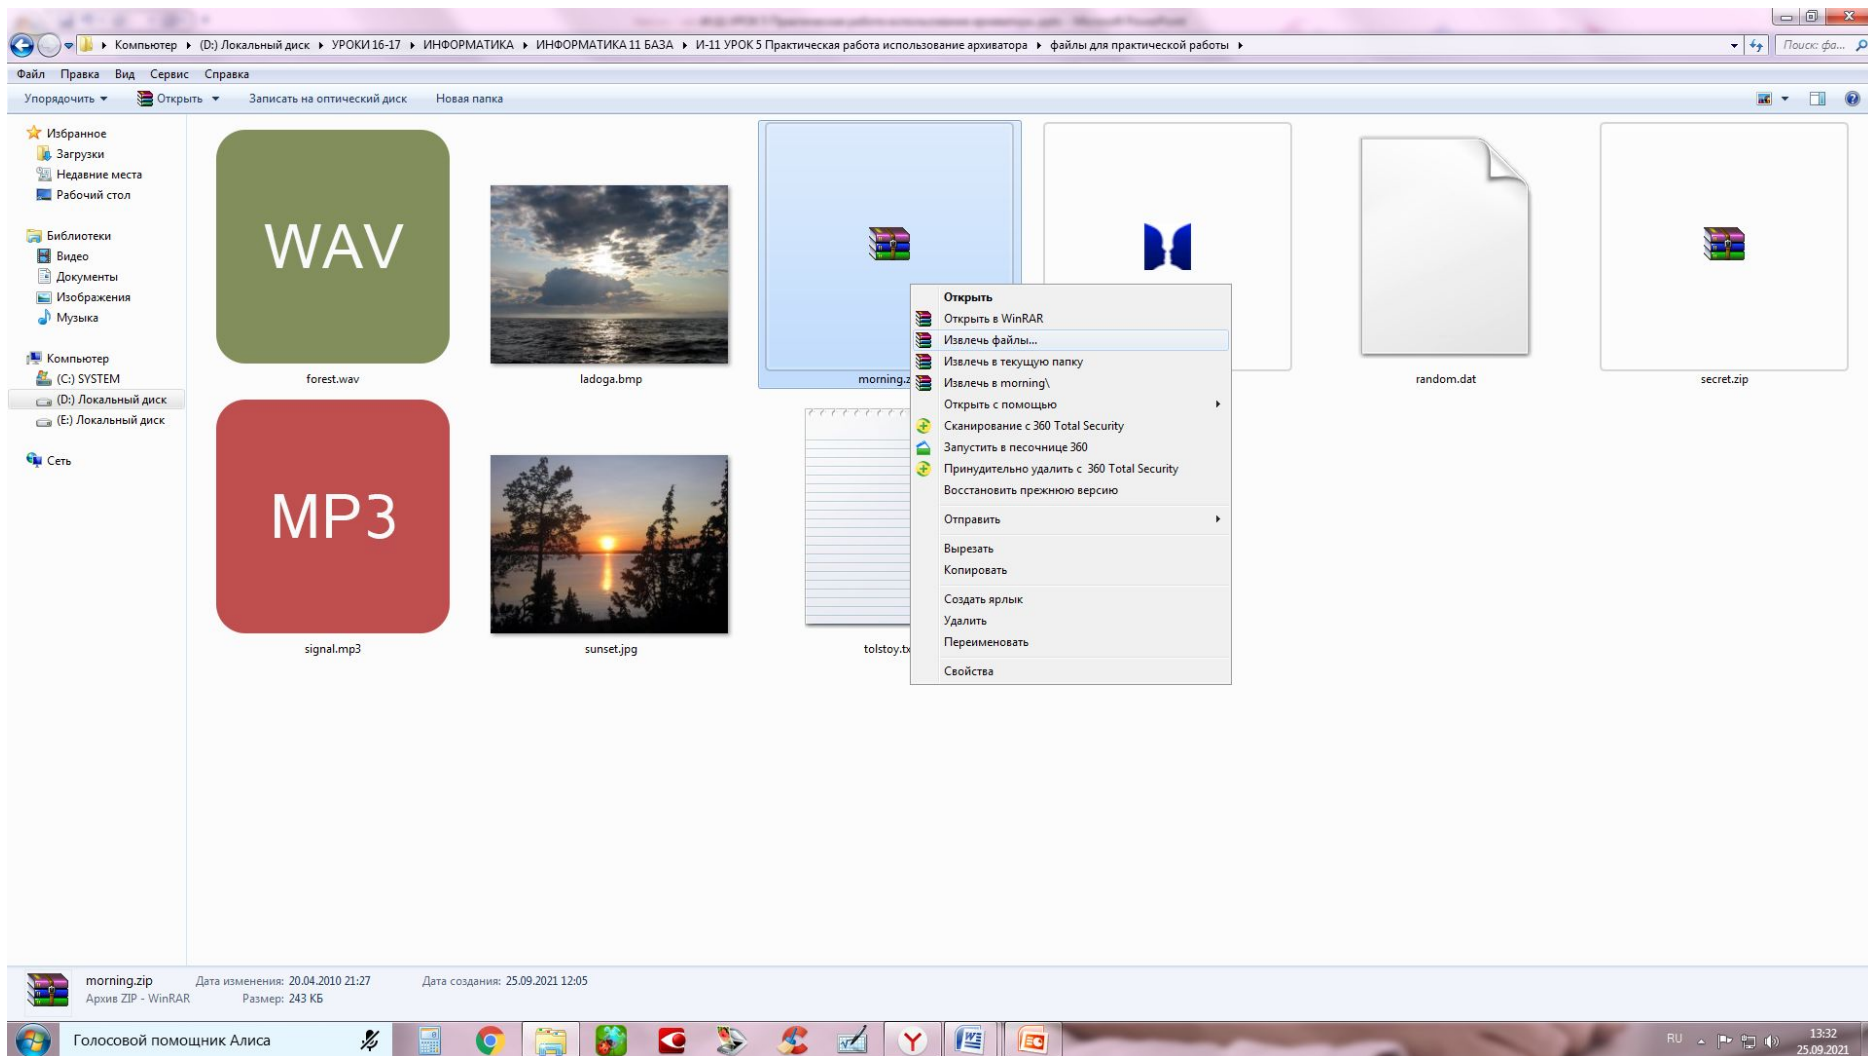 Компьютер ▸ (D:) Локальный диск ▸ УРОКИ 16-17 ▸ ИНФОРМАТИКА ▸ ИНФОРМАТИКА 11 БАЗА ▸ И-11 УРОК 5 Практическая работа использование архиватора ▸ файлы для практической работы ▸
Поиск: фа...
Файл Правка Вид Сервис Справка
Упорядочить Открыть Записать на оптический диск Новая папка
Избранное
Загрузки
Недавние места
Рабочий стол
Библиотеки
Видео
Документы
Изображения
Музыка
Компьютер
(C:) SYSTEM
(D:) Локальный диск
(E:) Локальный диск
Сеть
WAV
forest.wav
ladoga.bmp
morning.z
random.dat
secret.zip
MP3
signal.mp3
sunset.jpg
tolstoy.tx
Открыть
Открыть в WinRAR
Извлечь файлы...
Извлечь в текущую папку
Извлечь в morning\
Открыть с помощью
Сканирование с 360 Total Security
Запустить в песочнице 360
Принудительно удалить с 360 Total Security
Восстановить прежнюю версию
Отправить
Вырезать
Копировать
Создать ярлык
Удалить
Переименовать
Свойства
morning.zip Дата изменения: 20.04.2010 21:27 Дата создания: 25.09.2021 12:05
Архив ZIP - WinRAR Размер: 243 КБ
Голосовой помощник Алиса
RU
13:32
25.09.2021